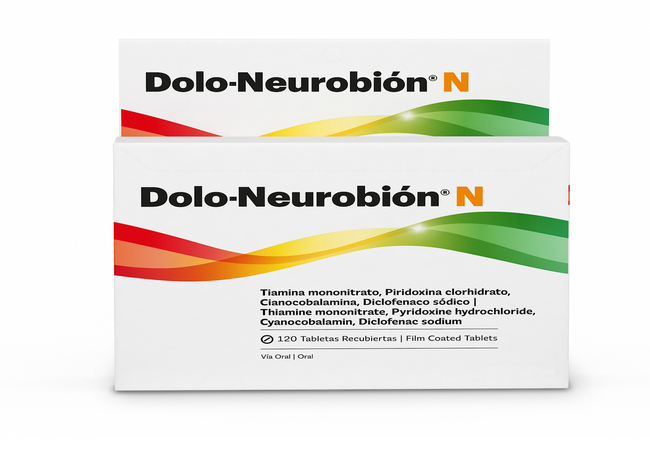 Dolo-Neurobión® N
Dolo-Neurobión® N
Tiamina mononitrato, Piridoxina clorhidrato,
Cianocobalamina, Diclofenaco sódico |
Thiamine mononitrate, Pyridoxine hydrochloride,
Cyanocobalamin, Diclofenac sodium
120 Tabletas Recubiertas | Film Coated Tablets
Vía Oral | Oral